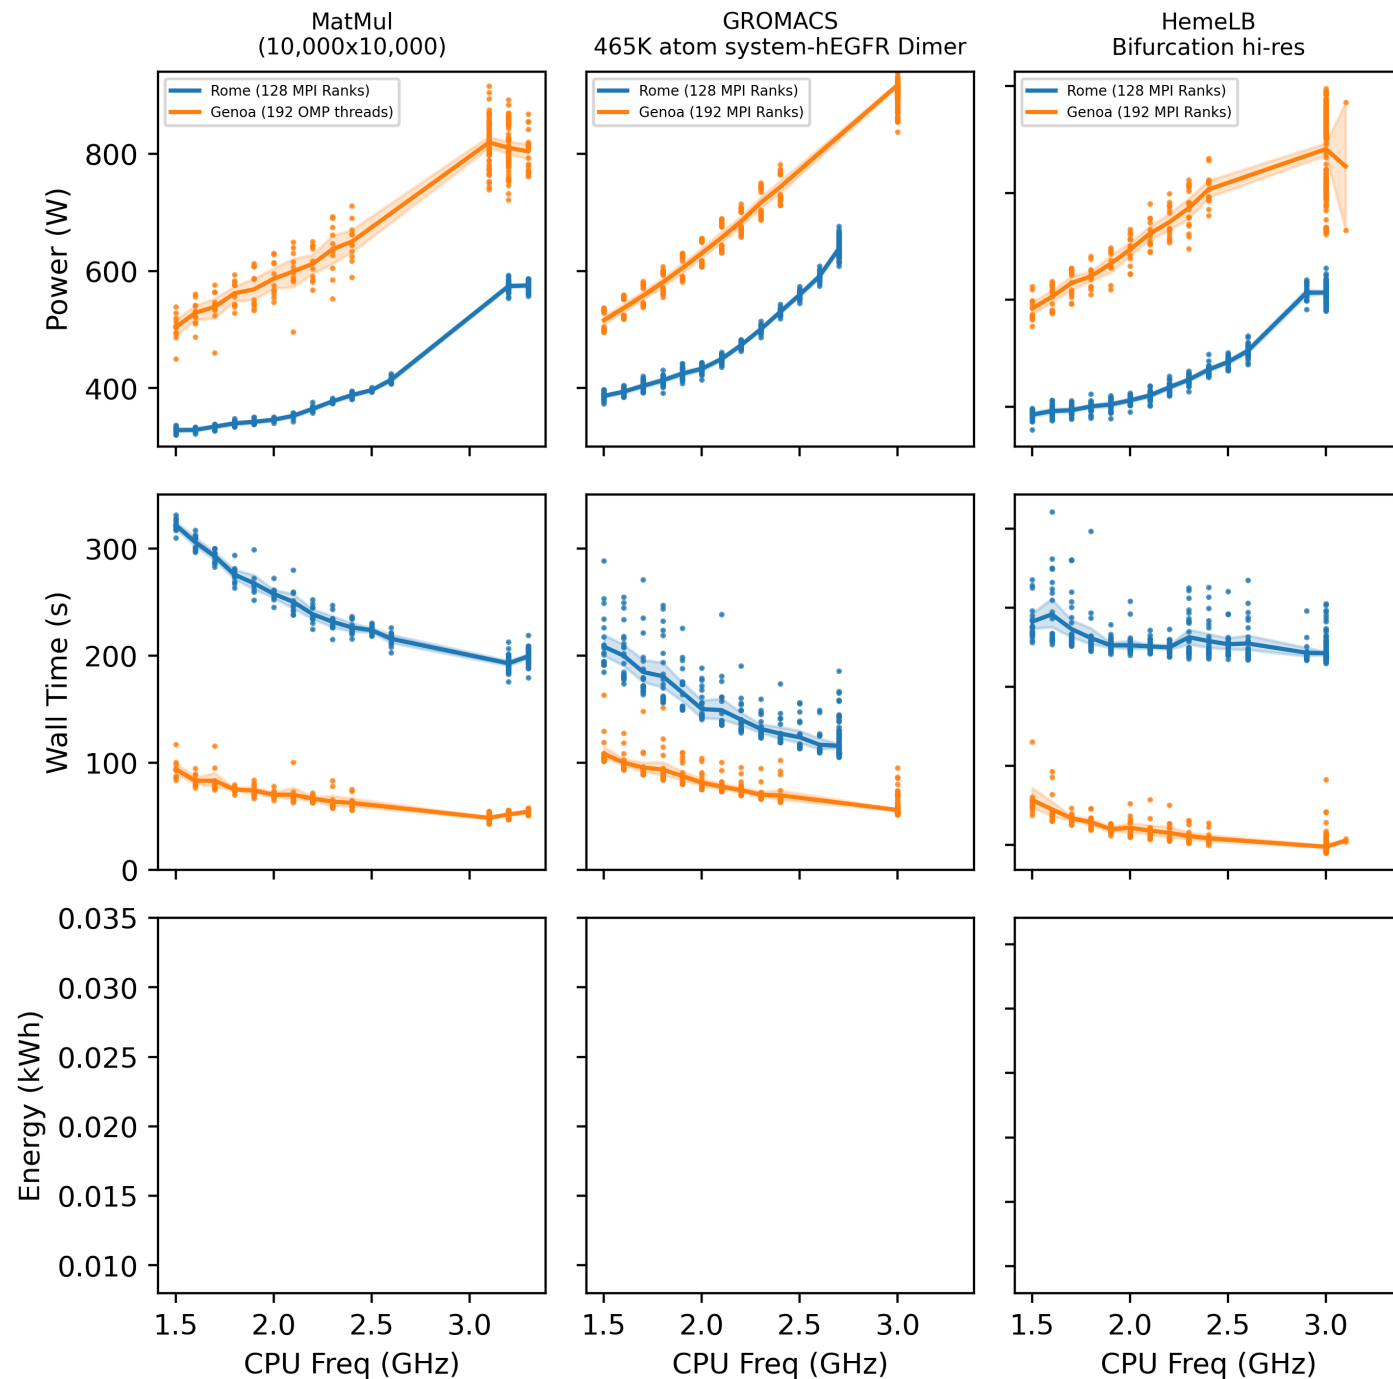 MatMul
(10,000x10,000)
GROMACS
465K atom system-hEGFR Dimer
HemeLB
Bifurcation hi-res
Rome (128 MPI Ranks)
Genoa (192 OMP threads)
Rome (128 MPI Ranks)
Genoa (192 MPI Ranks)
Rome (128 MPI Ranks)
Genoa (192 MPI Ranks)
Power (W)
800
600
400
Wall Time (s)
300
200
100
0
Energy (kWh)
0.035
0.030
0.025
0.020
0.015
0.010
1.5 2.0 2.5 3.0
1.5 2.0 2.5 3.0
1.5 2.0 2.5 3.0
CPU Freq (GHz)
CPU Freq (GHz)
CPU Freq (GHz)